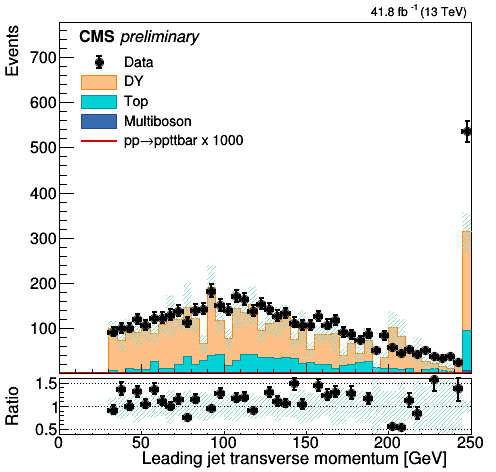 41.8 fb⁻¹ (13 TeV)
CMS preliminary
Data
DY
Top
Multiboson
pp→ppttbar x 1000
Events
700
600
500
400
300
200
100
Ratio
1.5
1
0.5
0 50 100 150 200 250
Leading jet transverse momentum [GeV]